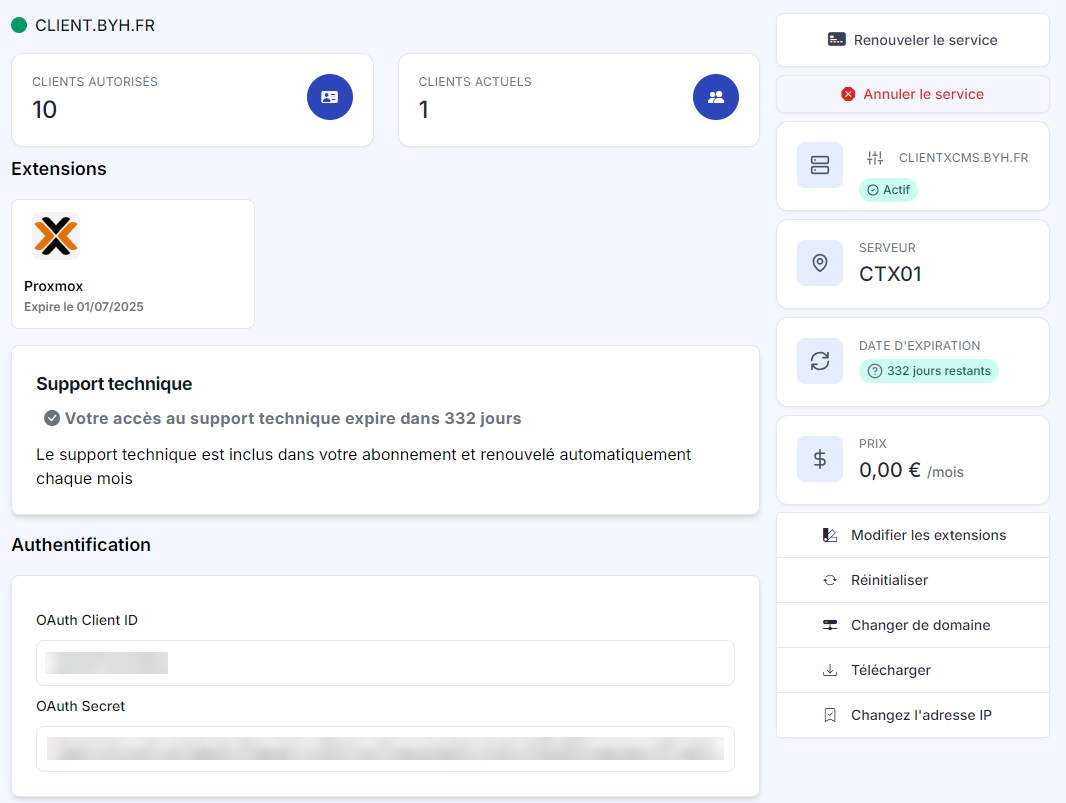 CLIENT.BYH.FR
CLIENTS AUTORISÉS
10
CLIENTS ACTUELS
1
Extensions
Proxmox
Expire le 01/07/2025
Support technique
Votre accès au support technique expire dans 332 jours
Le support technique est inclus dans votre abonnement et renouvelé automatiquement
chaque mois
Authentification
OAuth Client ID
OAuth Secret
Renouveler le service
Annuler le service
CLIENTXCMS.BYH.FR
Actif
SERVEUR
CTX01
DATE D'EXPIRATION
332 jours restants
PRIX
0,00 € /mois
Modifier les extensions
Réinitialiser
Changer de domaine
Télécharger
Changez l'adresse IP